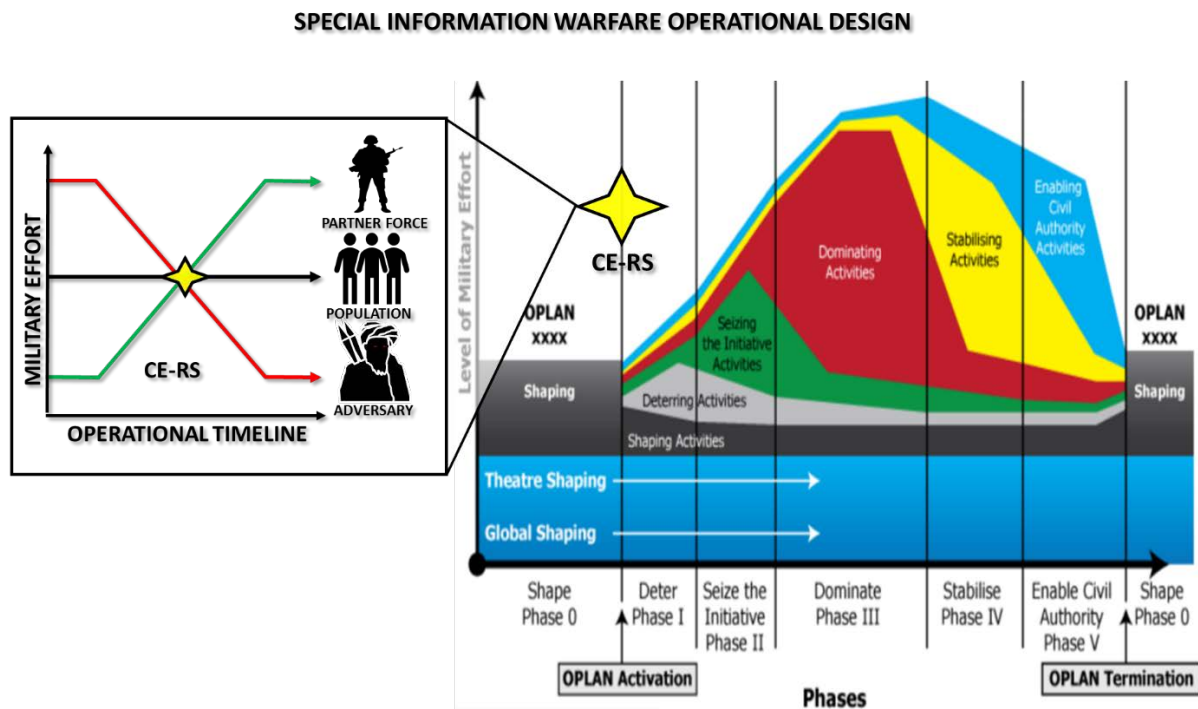 SPECIAL INFORMATION WARFARE OPERATIONAL DESIGN
MILITARY EFFORT
PARTNER FORCE
POPULATION
CE-RS
ADVERSARY
OPERATIONAL TIMELINE
Level of Military Effort
CE-RS
OPLAN
xxxx
Shaping
Enabling
Civil
Authority
Activities
Dominating
Activities
Stabilising
Activities
Seizing
the Initiative
Activities
Deterring Activities
Shaping Activities
OPLAN
xxxx
Shaping
Theatre Shaping
Global Shaping
Shape
Phase 0
Deter
Phase I
Seize the
Initiative
Phase II
Dominate
Phase III
Stabilise
Phase IV
Enable Civil
Authority
Phase V
Shape
Phase 0
OPLAN Activation
OPLAN Termination
Phases